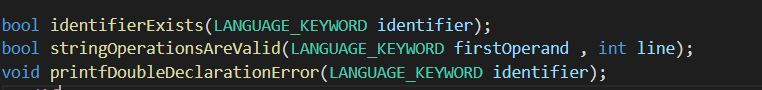 bool identifierExists(LANGUAGE_KEYWORD identifier);
bool stringOperationsAreValid(LANGUAGE_KEYWORD firstOperand , int line);
void printfDoubleDeclarationError(LANGUAGE_KEYWORD identifier);